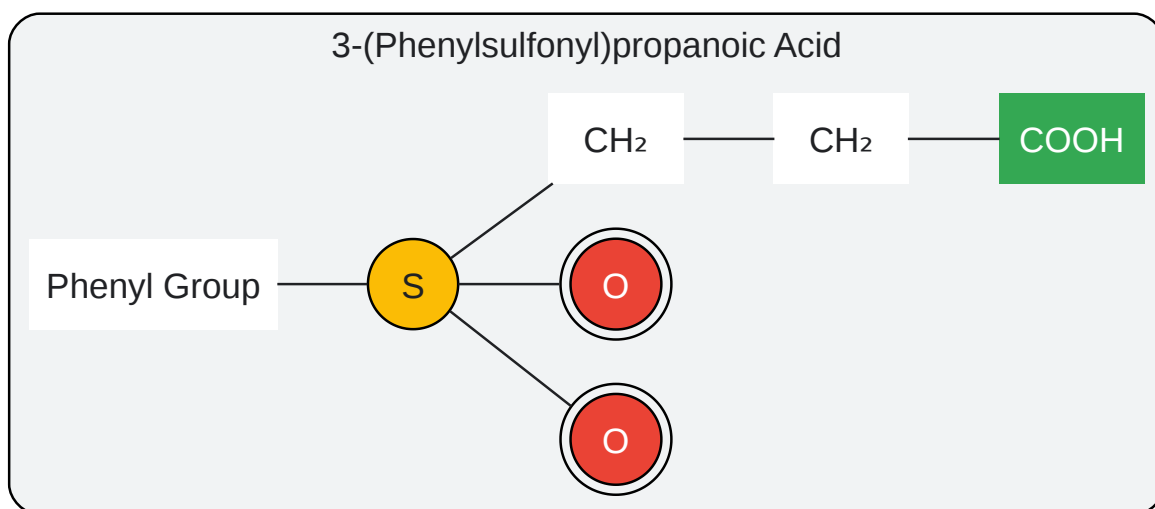 3-(Phenylsulfonyl)propanoic Acid
CH₂
CH₂
COOH
Phenyl Group
S
O
O